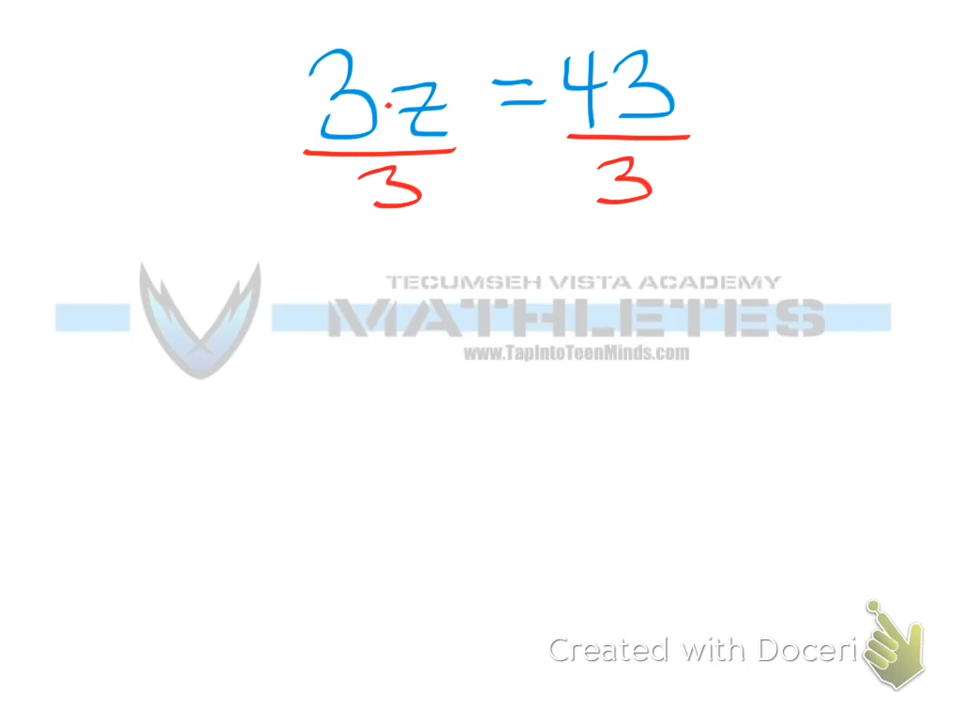 3·z = 43
3 3
TECUMSEH VISTA ACADEMY
MATHLETES
www.TapIntoTeenMinds.com
Created with Doceri